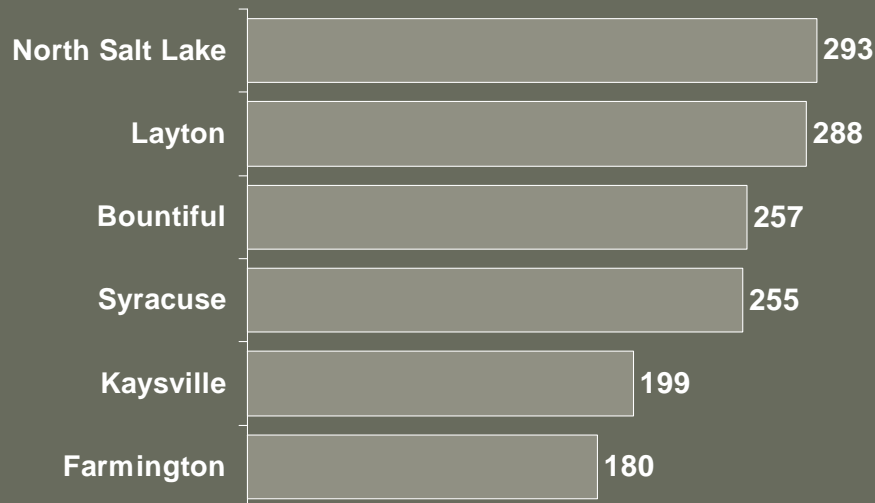 North Salt Lake 293
Layton 288
Bountiful 257
Syracuse 255
Kaysville 199
Farmington 180